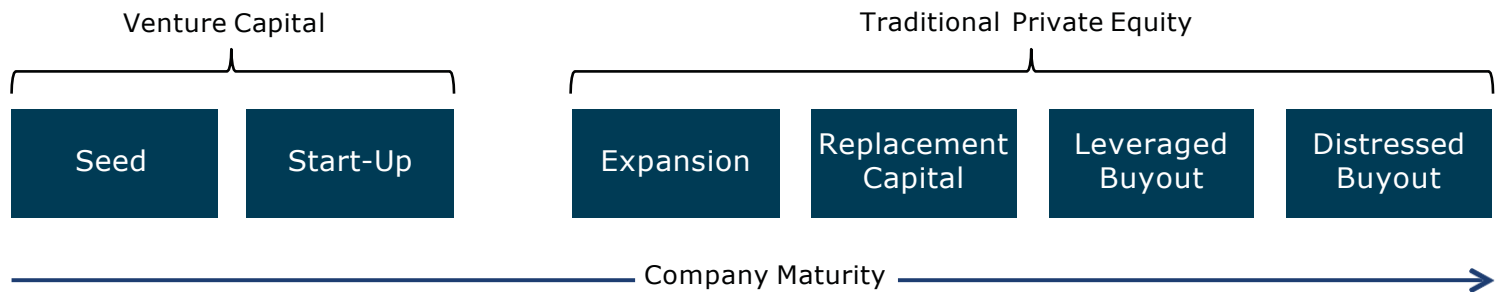 Venture Capital
Traditional Private Equity
Seed
Start-Up
Expansion
Replacement
Capital
Leveraged
Buyout
Distressed
Buyout
Company Maturity